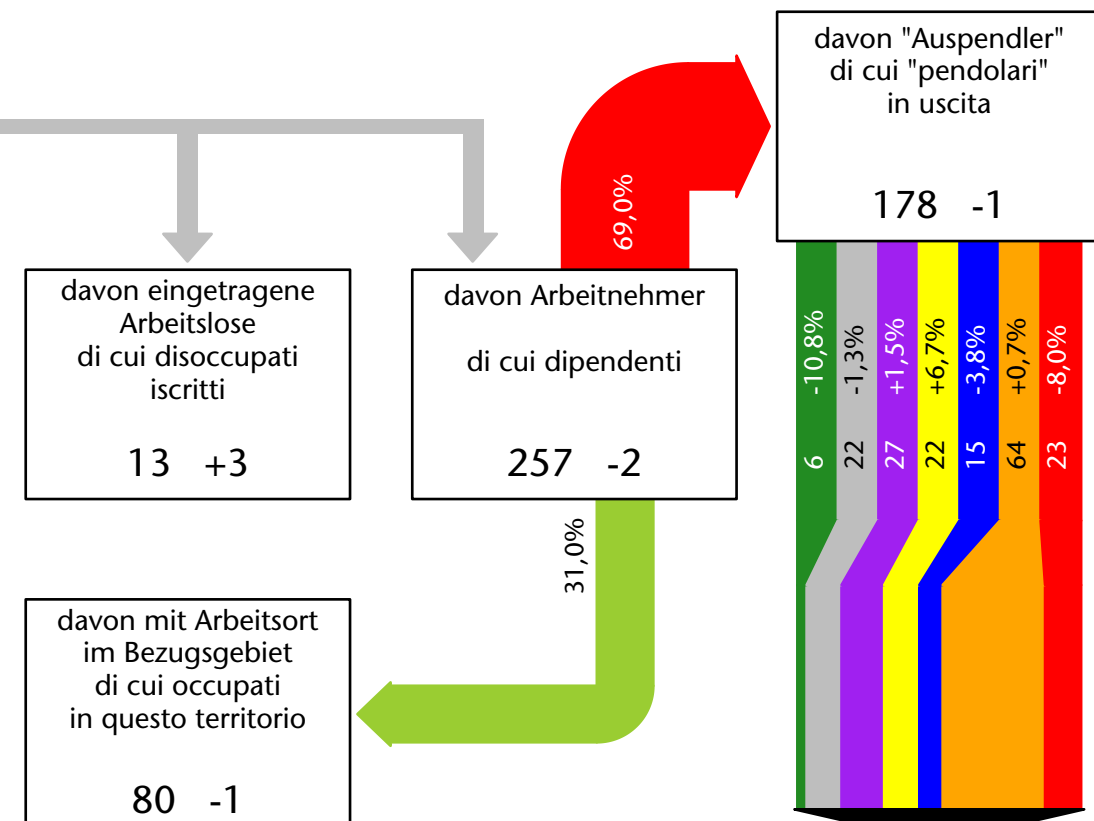 davon "Auspendler"
di cui "pendolari"
in uscita
178 -1
69,0%
davon eingetragene
Arbeitslose
di cui disoccupati
iscritti
13 +3
davon Arbeitnehmer
di cui dipendenti
257 -2
6 -10,8%
22 -1,3%
27 +1,5%
22 +6,7%
15 -3,8%
64 +0,7%
23 -8,0%
31,0%
davon mit Arbeitsort
im Bezugsgebiet
di cui occupati
in questo territorio
80 -1